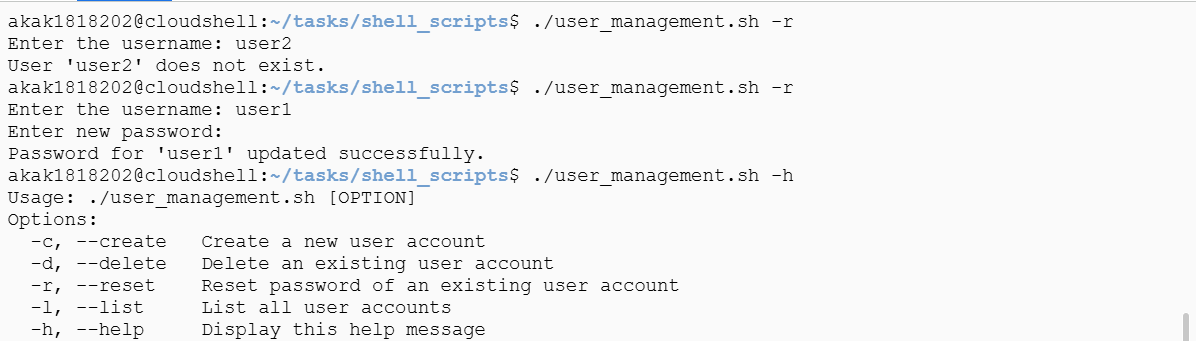 akak1818202@cloudshell:~/tasks/shell_scripts$ ./user_management.sh -r
Enter the username: user2
User 'user2' does not exist.
akak1818202@cloudshell:~/tasks/shell_scripts$ ./user_management.sh -r
Enter the username: user1
Enter new password:
Password for 'user1' updated successfully.
akak1818202@cloudshell:~/tasks/shell_scripts$ ./user_management.sh -h
Usage: ./user_management.sh [OPTION]
Options:
  -c, --create   Create a new user account
  -d, --delete   Delete an existing user account
  -r, --reset    Reset password of an existing user account
  -l, --list     List all user accounts
  -h, --help     Display this help message